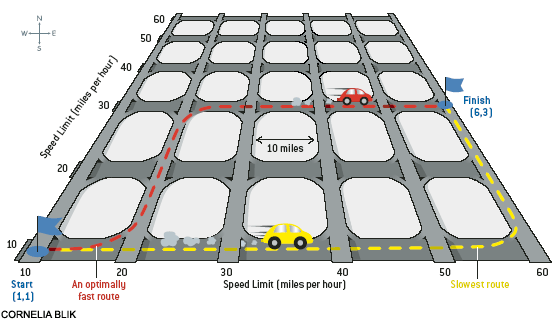 N
W E
S
60
50
40
30
20
10
Speed Limit (miles per hour)
10 miles
Finish
(6,3)
10 20 30 40 50 60
Speed Limit (miles per hour)
Start
(1,1)
An optimally
fast route
Slowest route
CORNELIA BLIK